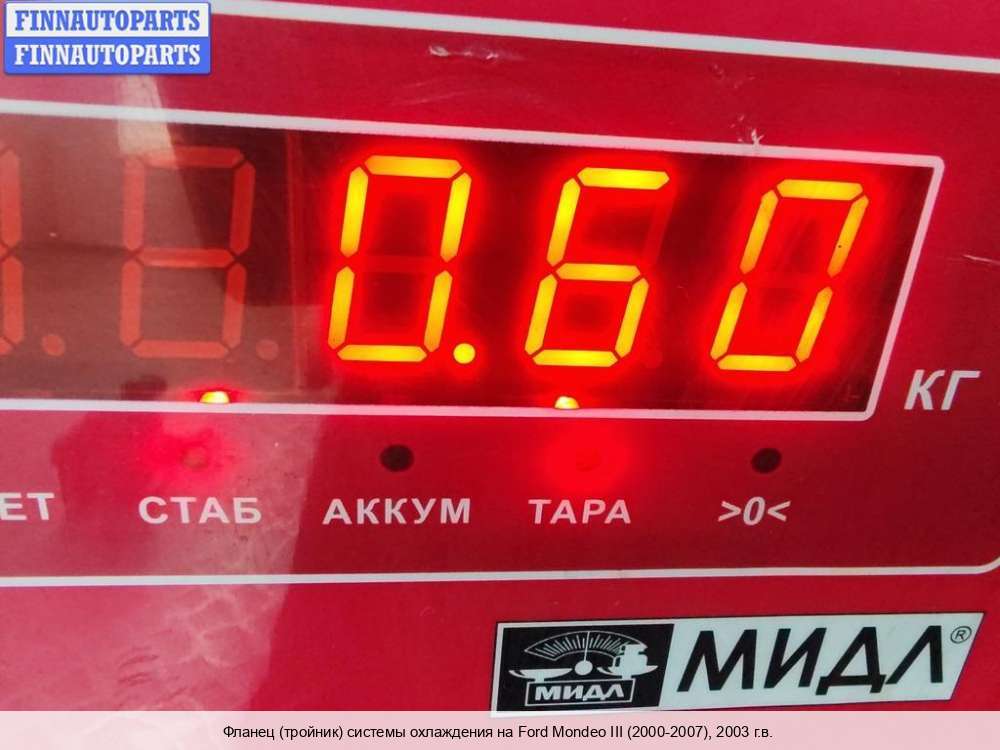 FINNAUTOPARTS
FINNAUTOPARTS
0.60
КГ
ЕТ СТАБ АККУМ ТАРА >0<
МИДЛ МИДЛ®
Фланец (тройник) системы охлаждения на Ford Mondeo III (2000-2007), 2003 г.в.